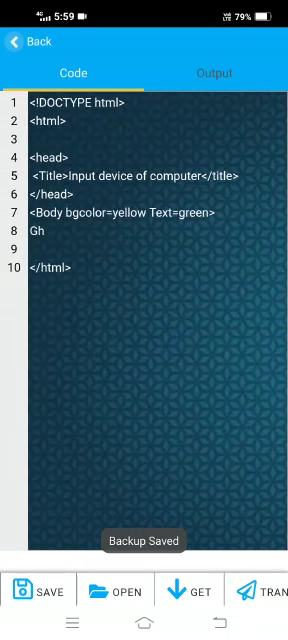 4G 5:59 79%
Back
Code Output
1 <!DOCTYPE html>
2 <html>
3
4 <head>
5 <Title>Input device of computer</title>
6 </head>
7 <Body bgcolor=yellow Text=green>
8 Gh
9
10 </html>
Backup Saved
SAVE OPEN GET TRAN